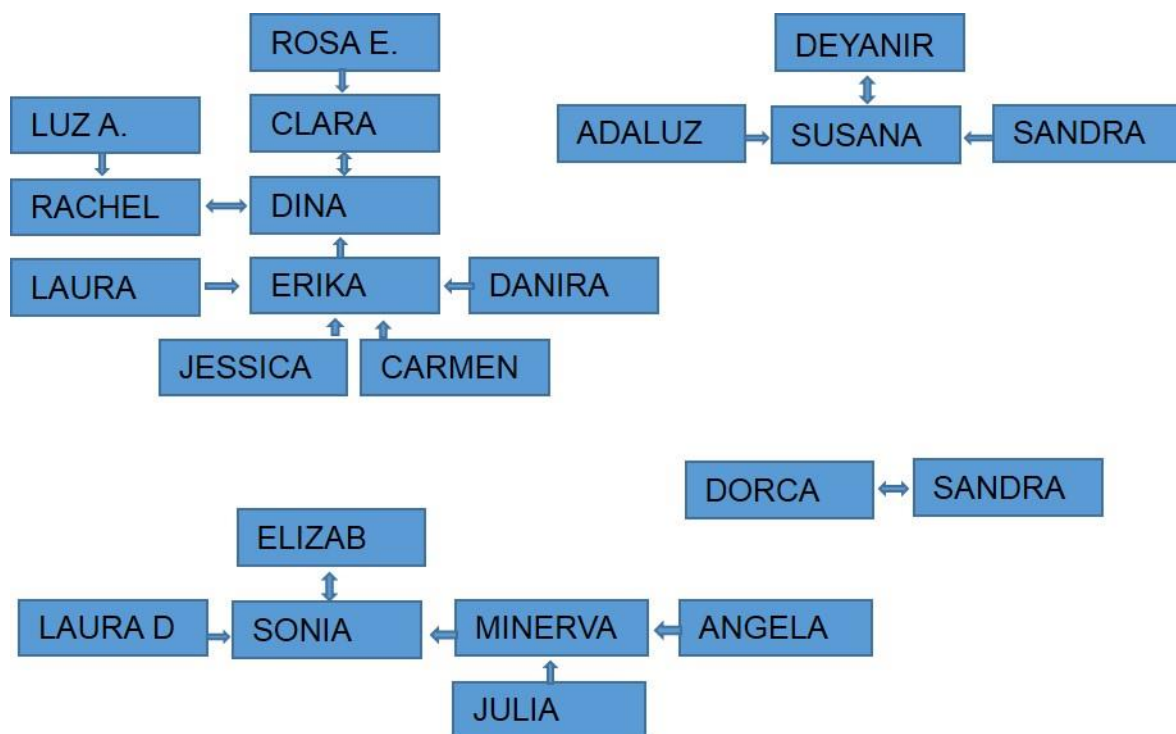 ROSA E.
DEYANIR
LUZ A.
CLARA
ADALUZ
SUSANA
SANDRA
RACHEL
DINA
LAURA
ERIKA
DANIRA
JESSICA
CARMEN
DORCA
SANDRA
ELIZAB
LAURA D
SONIA
MINERVA
ANGELA
JULIA